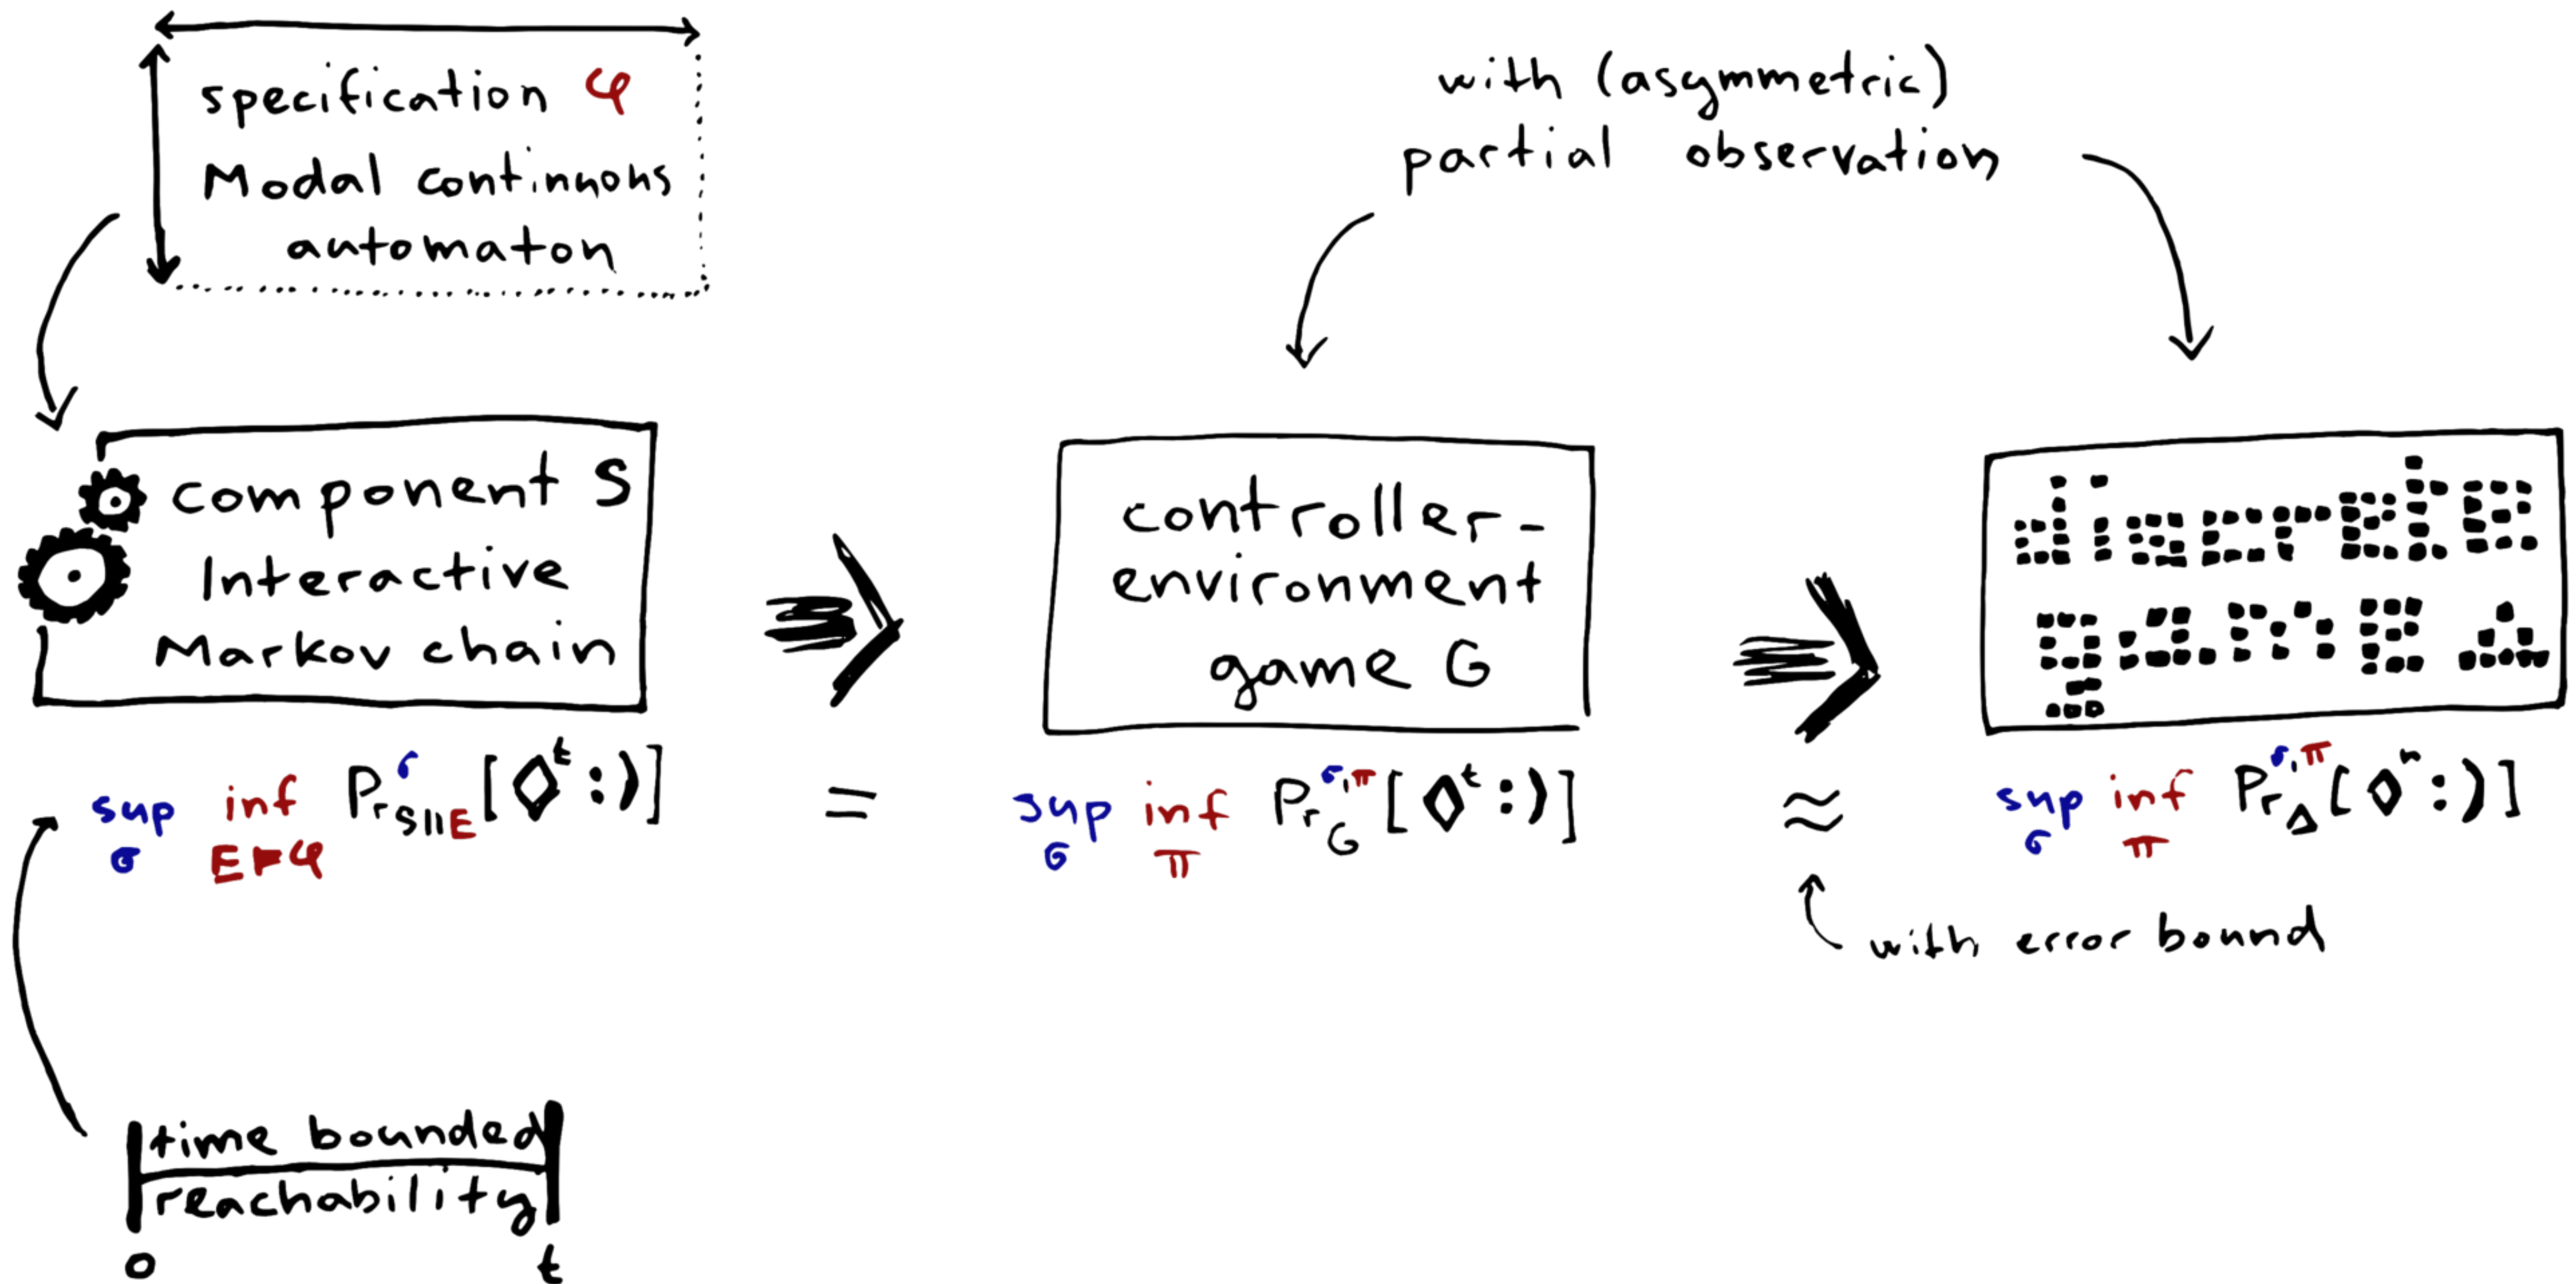 specification φ
Modal continuous
automaton
with (asymmetric)
partial observation
component S
Interactive
Markov chain
controller-
environment
game G
discrete
game Δ
sup σ inf E⊨φ Pr^σ_{S||E} [◇^t :)]
=
sup σ inf π Pr^{σ,π}_G [◇^t :)]
≈
sup σ inf π Pr^{σ,π}_Δ [◇^n :)]
with error bound
time bounded
reachability
0 t